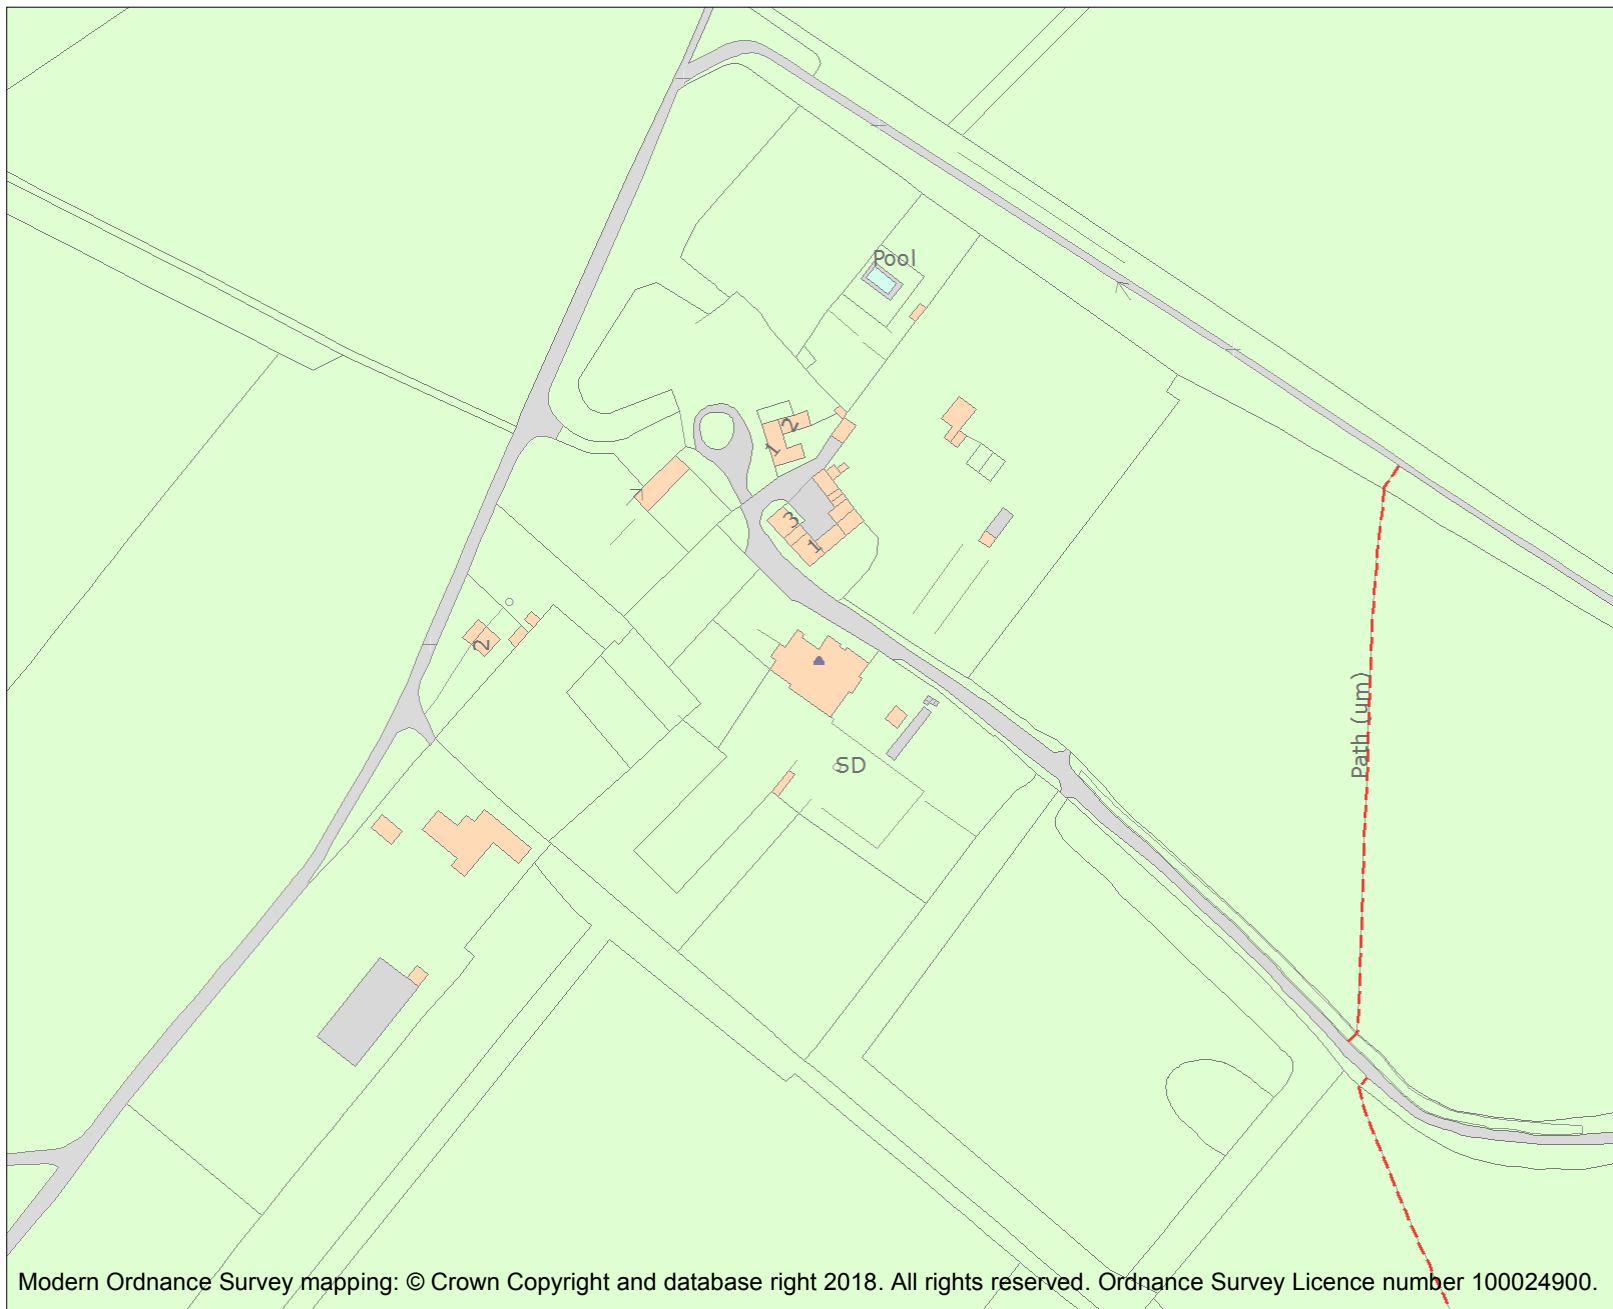 Pool
2
1
3
1
2
Path (um)
SD
Modern Ordnance Survey mapping: © Crown Copyright and database right 2018. All rights reserved. Ordnance Survey Licence number 100024900.